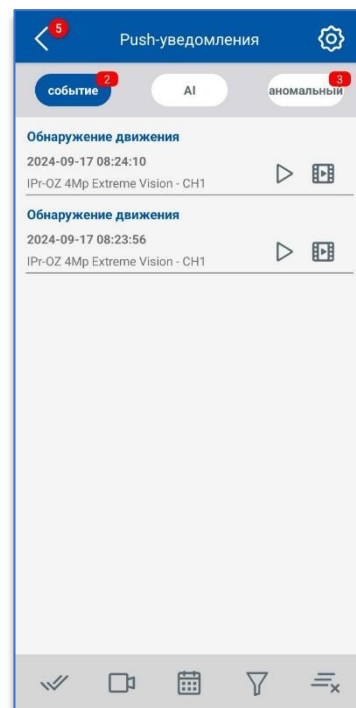 5
Push-уведомления
событие
2
AI
аномальный
3
Обнаружение движения
2024-09-17 08:24:10
IPr-OZ 4Mp Extreme Vision - CH1
Обнаружение движения
2024-09-17 08:23:56
IPr-OZ 4Mp Extreme Vision - CH1